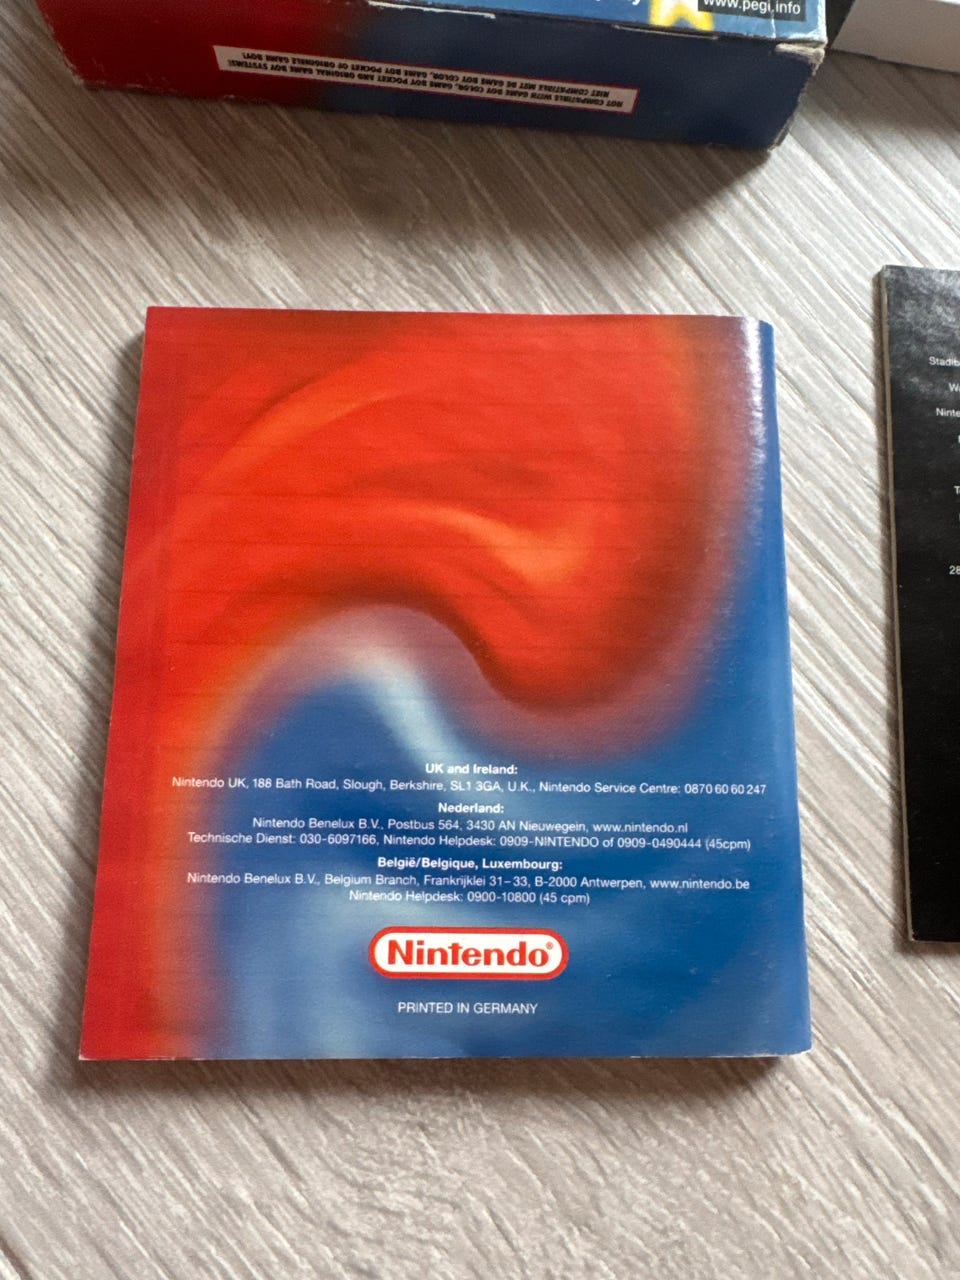 www.pegi.info
NOT COMPATIBLE WITH GAME BOY COLOR, GAME BOY POCKET AND ORIGINAL GAME BOY SYSTEMS!
NIET COMPATIBLE MET DE GAME BOY COLOR, GAME BOY POCKET OF ORIGINELE GAME BOY!
UK and Ireland:
Nintendo UK, 188 Bath Road, Slough, Berkshire, SL1 3GA, U.K., Nintendo Service Centre: 0870 60 60 247
Nederland:
Nintendo Benelux B.V., Postbus 564, 3430 AN Nieuwegein, www.nintendo.nl
Technische Dienst: 030-6097166, Nintendo Helpdesk: 0909-NINTENDO of 0909-0490444 (45cpm)
België/Belgique, Luxembourg:
Nintendo Benelux B.V., Belgium Branch, Frankrijklei 31–33, B-2000 Antwerpen, www.nintendo.be
Nintendo Helpdesk: 0900-10800 (45 cpm)
Nintendo®
PRINTED IN GERMANY
28